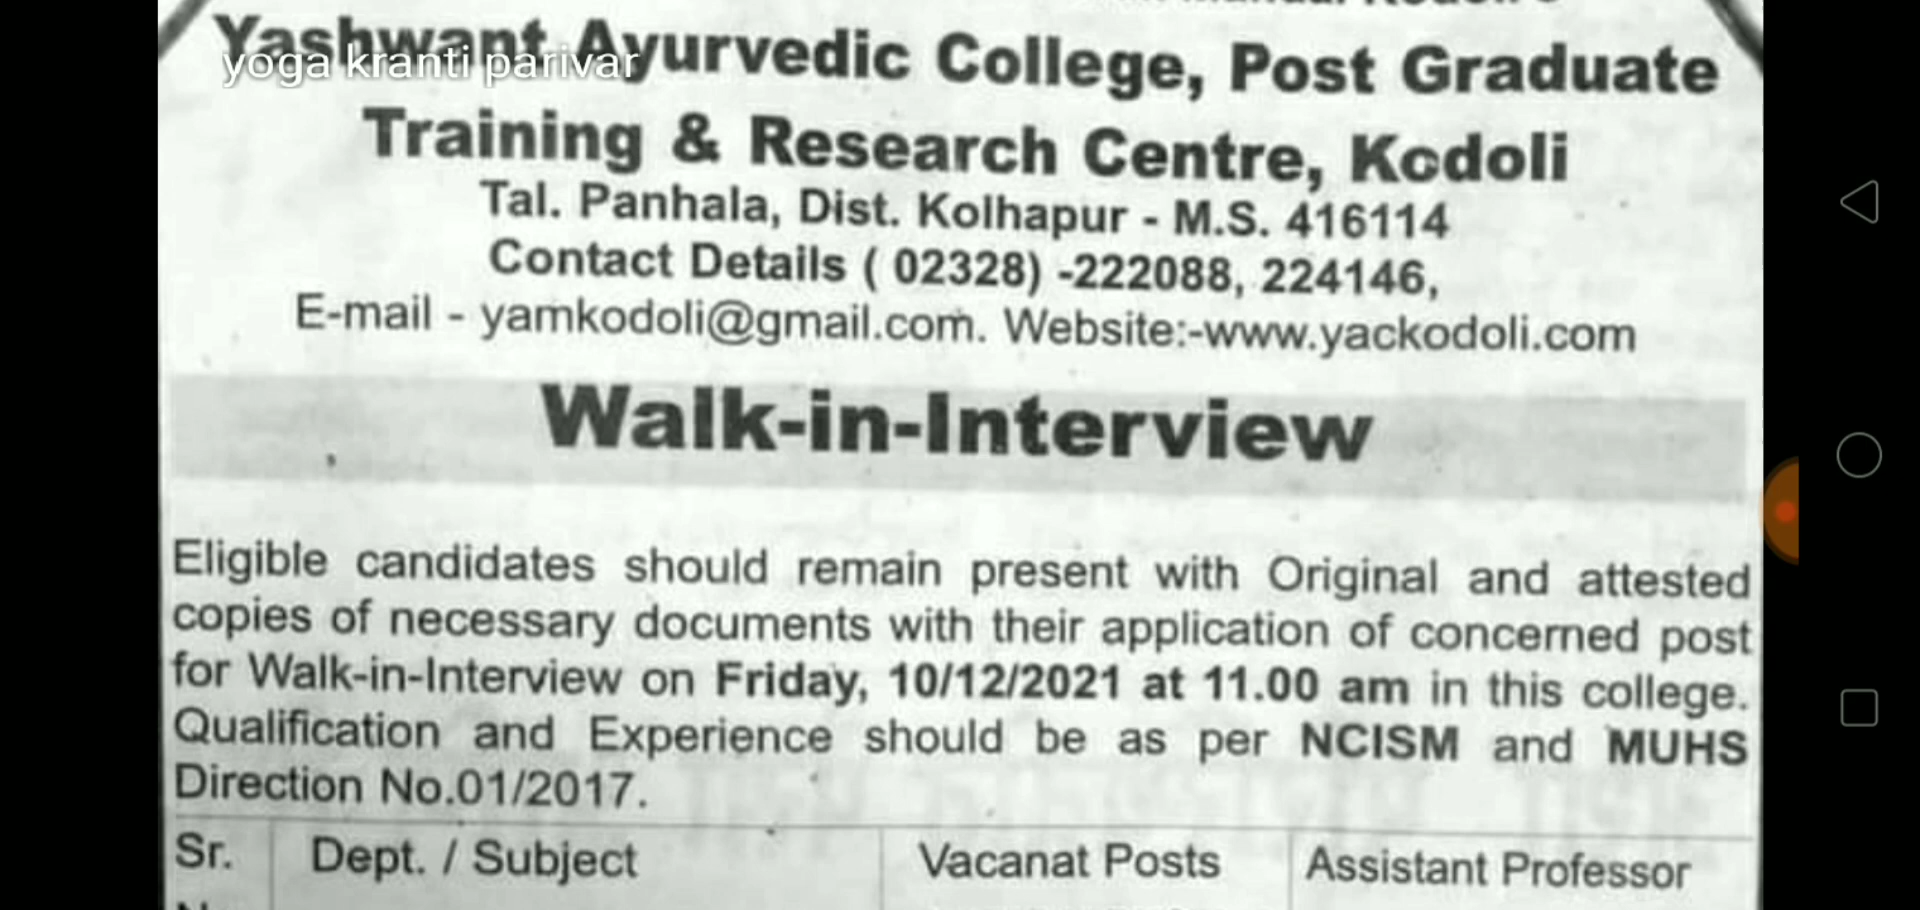 Yashwant Ayurvedic College, Post Graduate
yoga kranti parivar
Training & Research Centre, Kodoli
Tal. Panhala, Dist. Kolhapur - M.S. 416114
Contact Details ( 02328) -222088, 224146,
E-mail - yamkodoli@gmail.com. Website:-www.yackodoli.com
Walk-in-Interview
Eligible candidates should remain present with Original and attested
copies of necessary documents with their application of concerned post
for Walk-in-Interview on Friday, 10/12/2021 at 11.00 am in this college.
Qualification and Experience should be as per NCISM and MUHS
Direction No.01/2017.
Sr. Dept. / Subject Vacanat Posts Assistant Professor